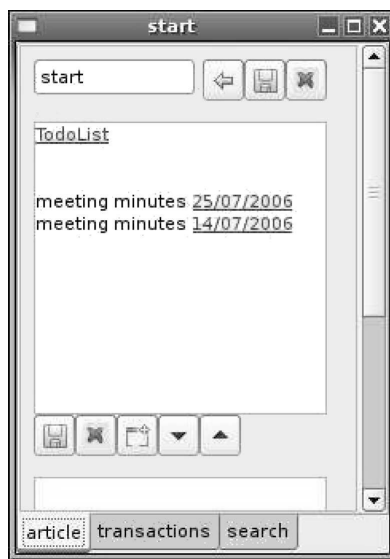 start
start
TodoList
meeting minutes 25/07/2006
meeting minutes 14/07/2006
article transactions search